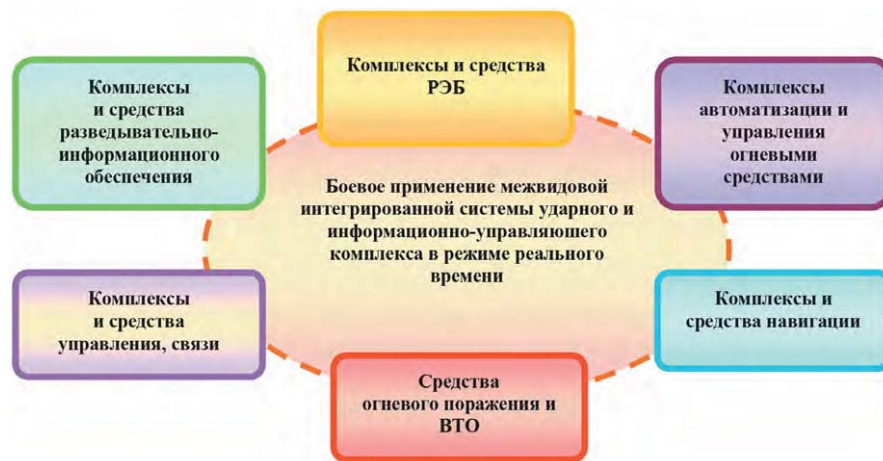 Комплексы и средства
РЭБ
Комплексы
и средства
разведывательно-
информационного
обеспечения
Комплексы
автоматизации и
управления
огневыми
средствами
Боевое применение межвидовой
интегрированной системы ударного и
информационно-управляюшего
комплекса в режиме реального
времени
Комплексы
и средства
управления, связи
Комплексы и
средства навигации
Средства
огневого поражения и
ВТО